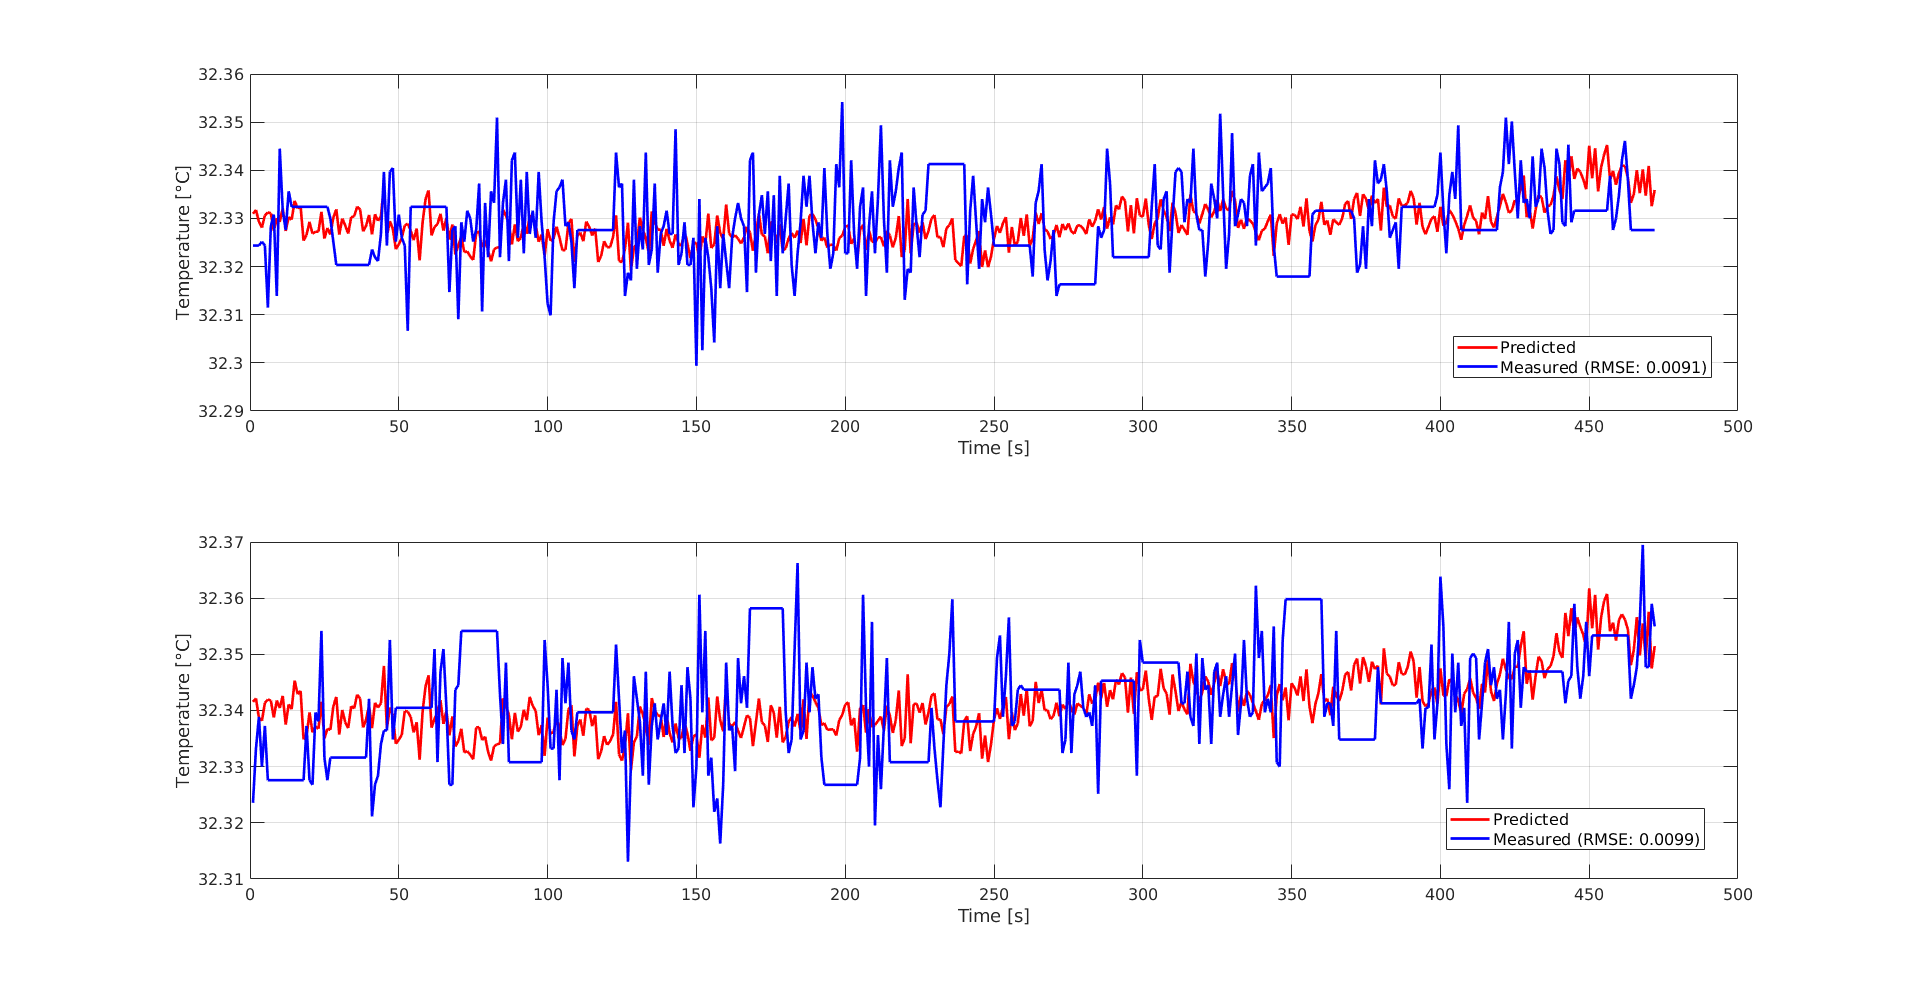 32.36
32.35
32.34
32.33
32.32
32.31
32.3
32.29
Temperature [°C]
0 50 100 150 200 250 300 350 400 450 500
Time [s]
Predicted
Measured (RMSE: 0.0091)
32.37
32.36
32.35
32.34
32.33
32.32
32.31
Temperature [°C]
0 50 100 150 200 250 300 350 400 450 500
Time [s]
Predicted
Measured (RMSE: 0.0099)